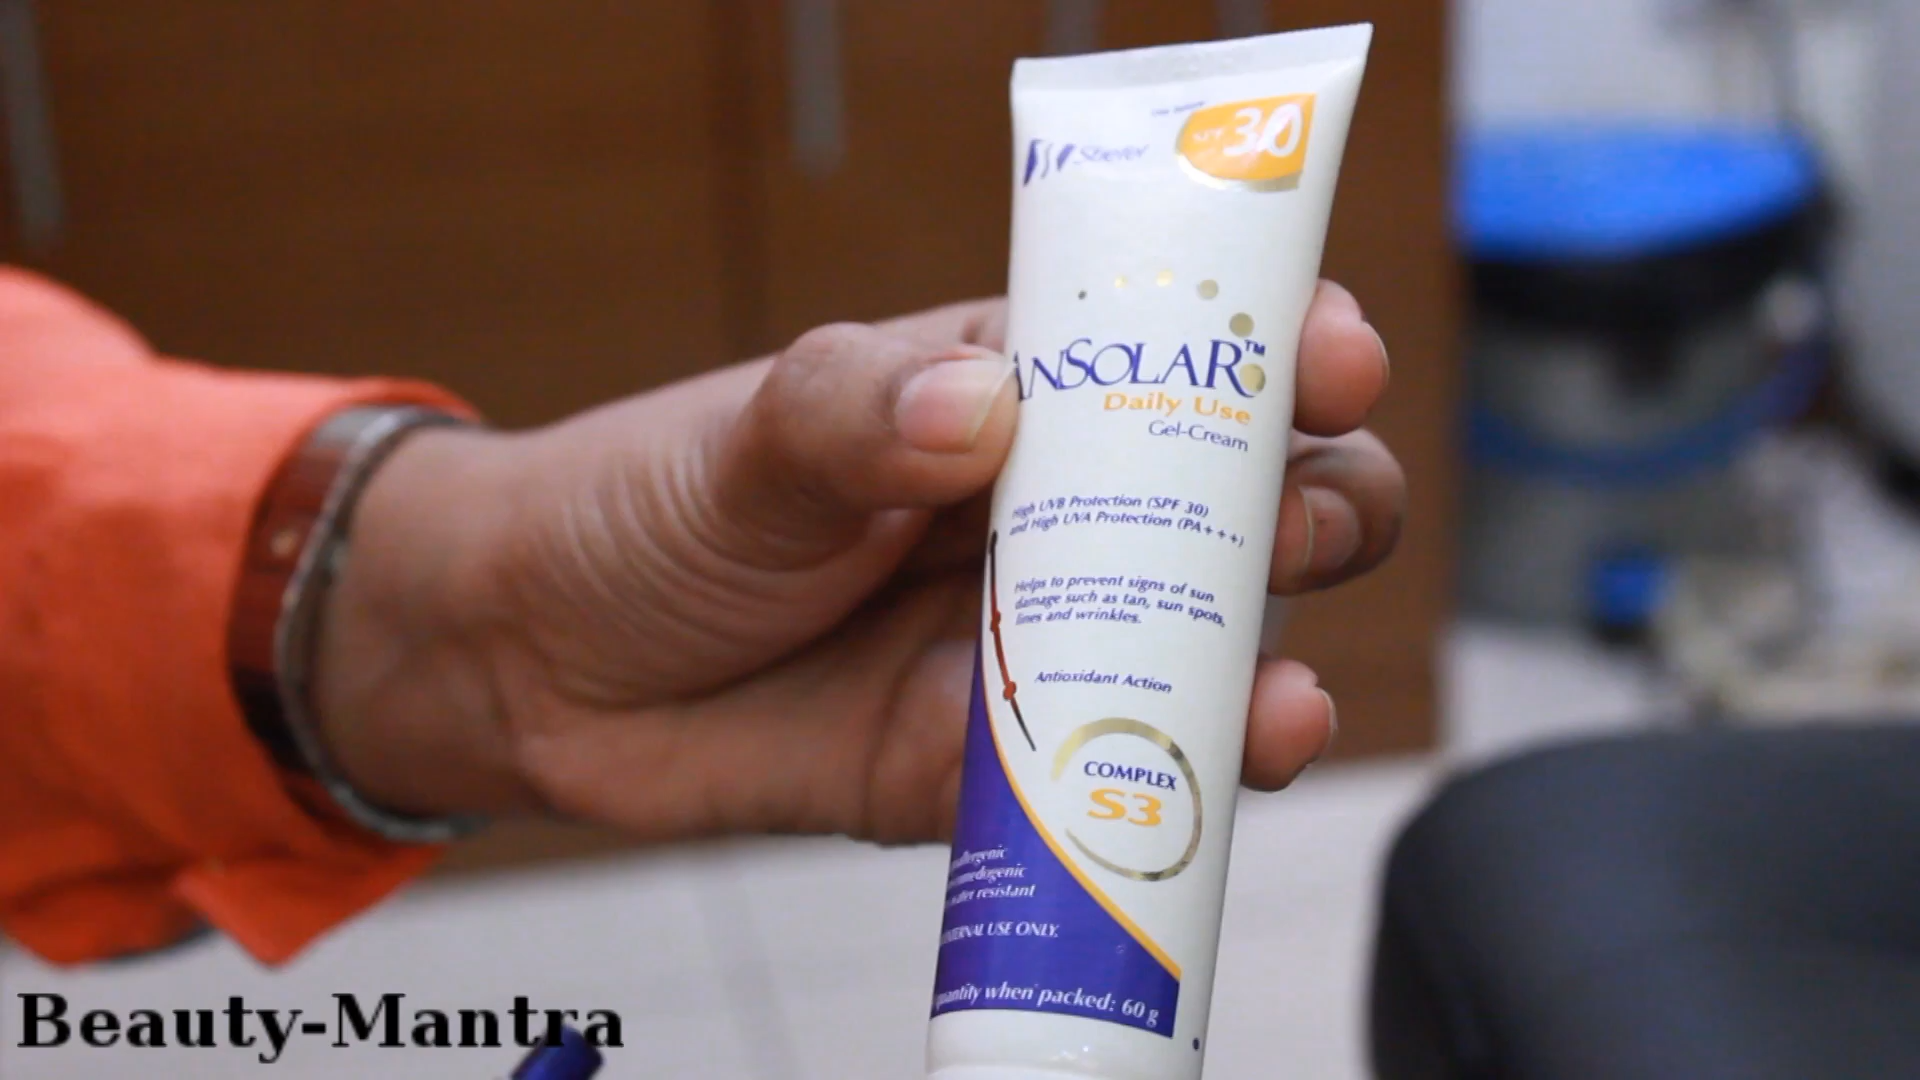 Stiefel
SPF 30
ANSOLAR™
Daily Use
Gel-Cream
High UVB Protection (SPF 30)
and High UVA Protection (PA+++)
Helps to prevent signs of sun
damage such as tan, sun spots,
lines and wrinkles.
Antioxidant Action
COMPLEX
S3
water resistant
USE ONLY.
quantity when packed: 60 g
Beauty-Mantra